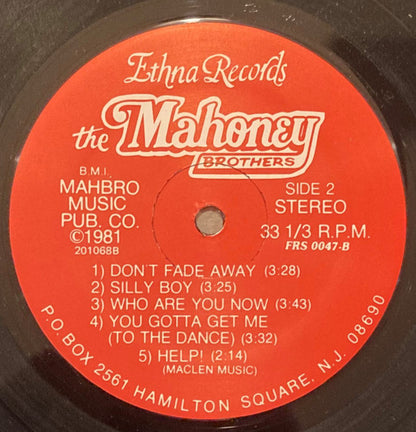 Ethna Records
the Mahoney
BROTHERS
B.M.I.
MAHBRO
MUSIC
PUB. CO.
©1981
201068B
SIDE 2
STEREO
33 1/3 R.P.M.
FRS 0047-B
1) DON'T FADE AWAY (3:28)
2) SILLY BOY (3:25)
3) WHO ARE YOU NOW (3:43)
4) YOU GOTTA GET ME
(TO THE DANCE) (3:32)
5) HELP! (2:14)
(MACLEN MUSIC)
P.O. BOX 2561 HAMILTON SQUARE, N.J. 08690